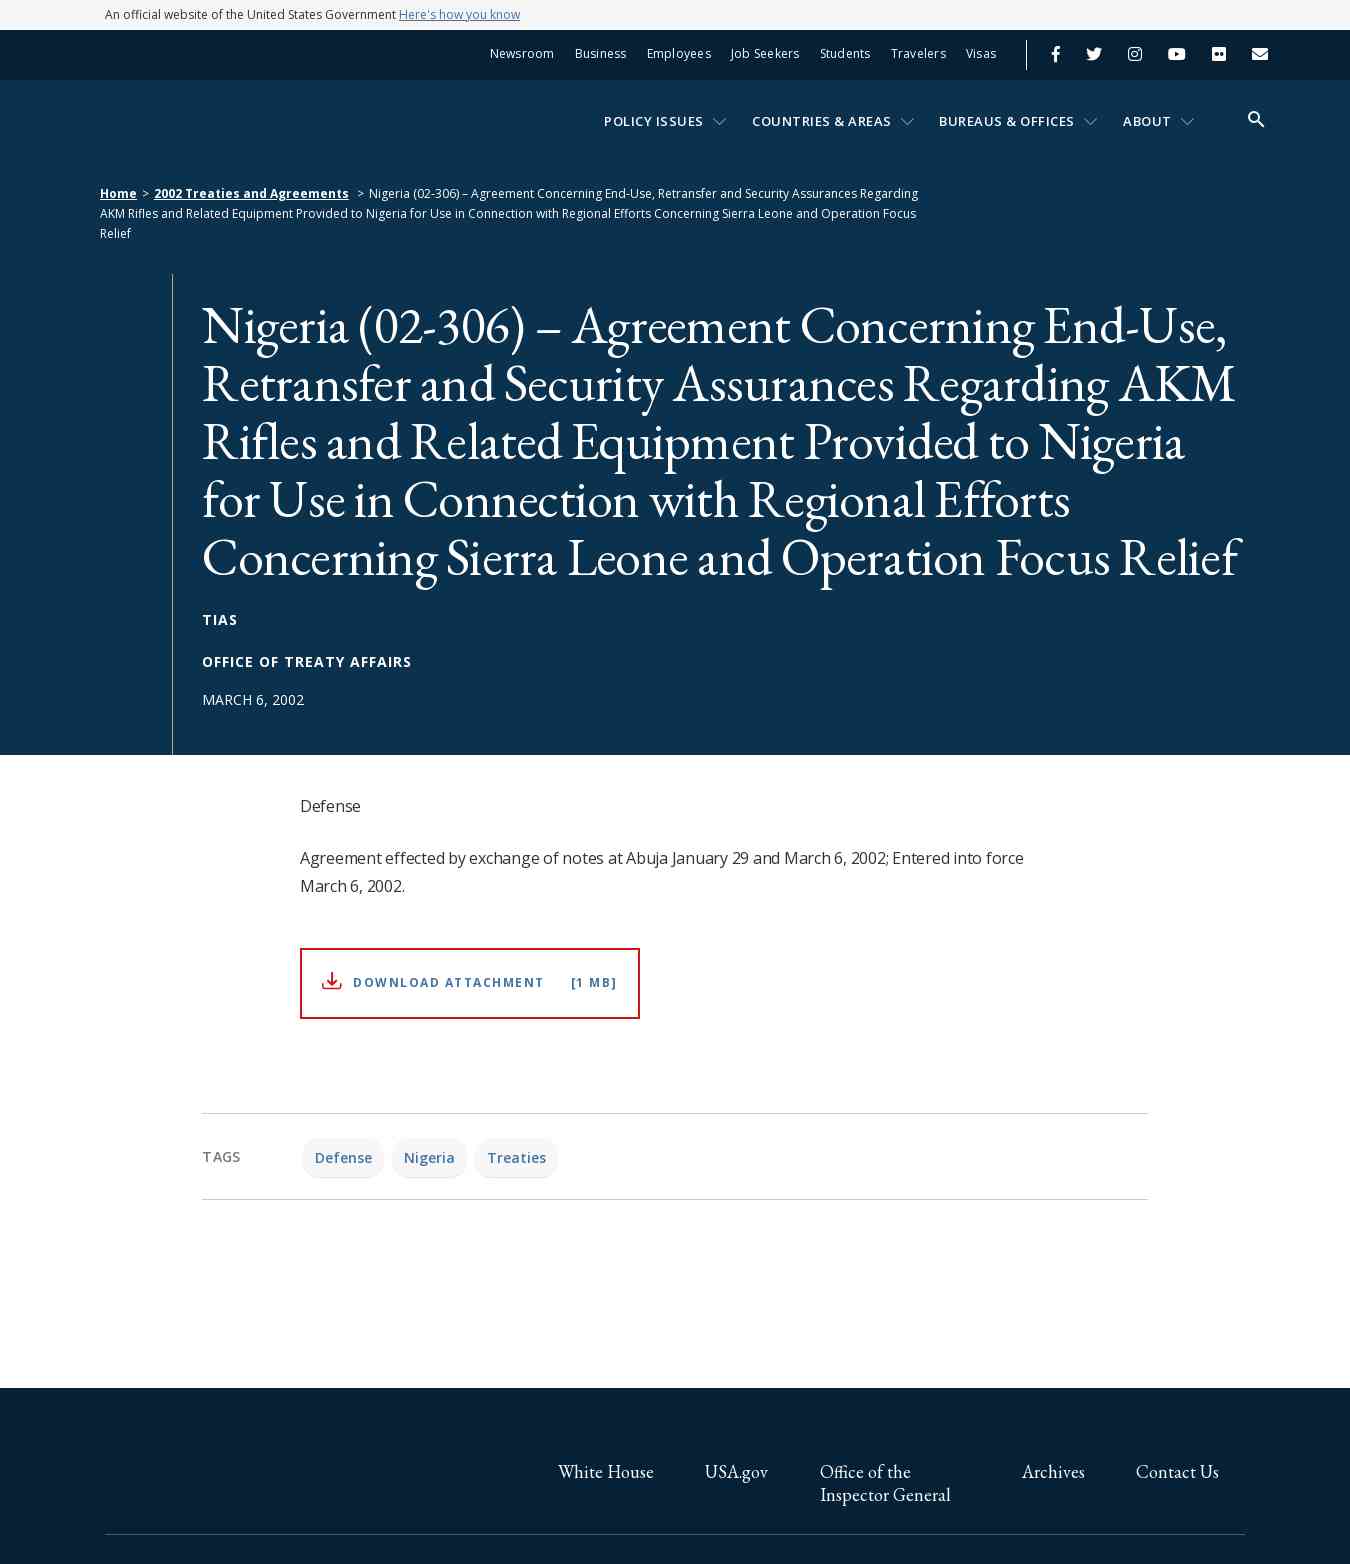 An official website of the United States Government Here's how you know
Newsroom Business Employees Job Seekers Students Travelers Visas
POLICY ISSUES COUNTRIES & AREAS BUREAUS & OFFICES ABOUT
Home > 2002 Treaties and Agreements > Nigeria (02-306) – Agreement Concerning End-Use, Retransfer and Security Assurances Regarding
AKM Rifles and Related Equipment Provided to Nigeria for Use in Connection with Regional Efforts Concerning Sierra Leone and Operation Focus
Relief
Nigeria (02-306) – Agreement Concerning End-Use,
Retransfer and Security Assurances Regarding AKM
Rifles and Related Equipment Provided to Nigeria
for Use in Connection with Regional Efforts
Concerning Sierra Leone and Operation Focus Relief
TIAS
OFFICE OF TREATY AFFAIRS
MARCH 6, 2002
Defense
Agreement effected by exchange of notes at Abuja January 29 and March 6, 2002; Entered into force
March 6, 2002.
DOWNLOAD ATTACHMENT [1 MB]
TAGS Defense Nigeria Treaties
White House USA.gov Office of the Archives Contact Us
Inspector General